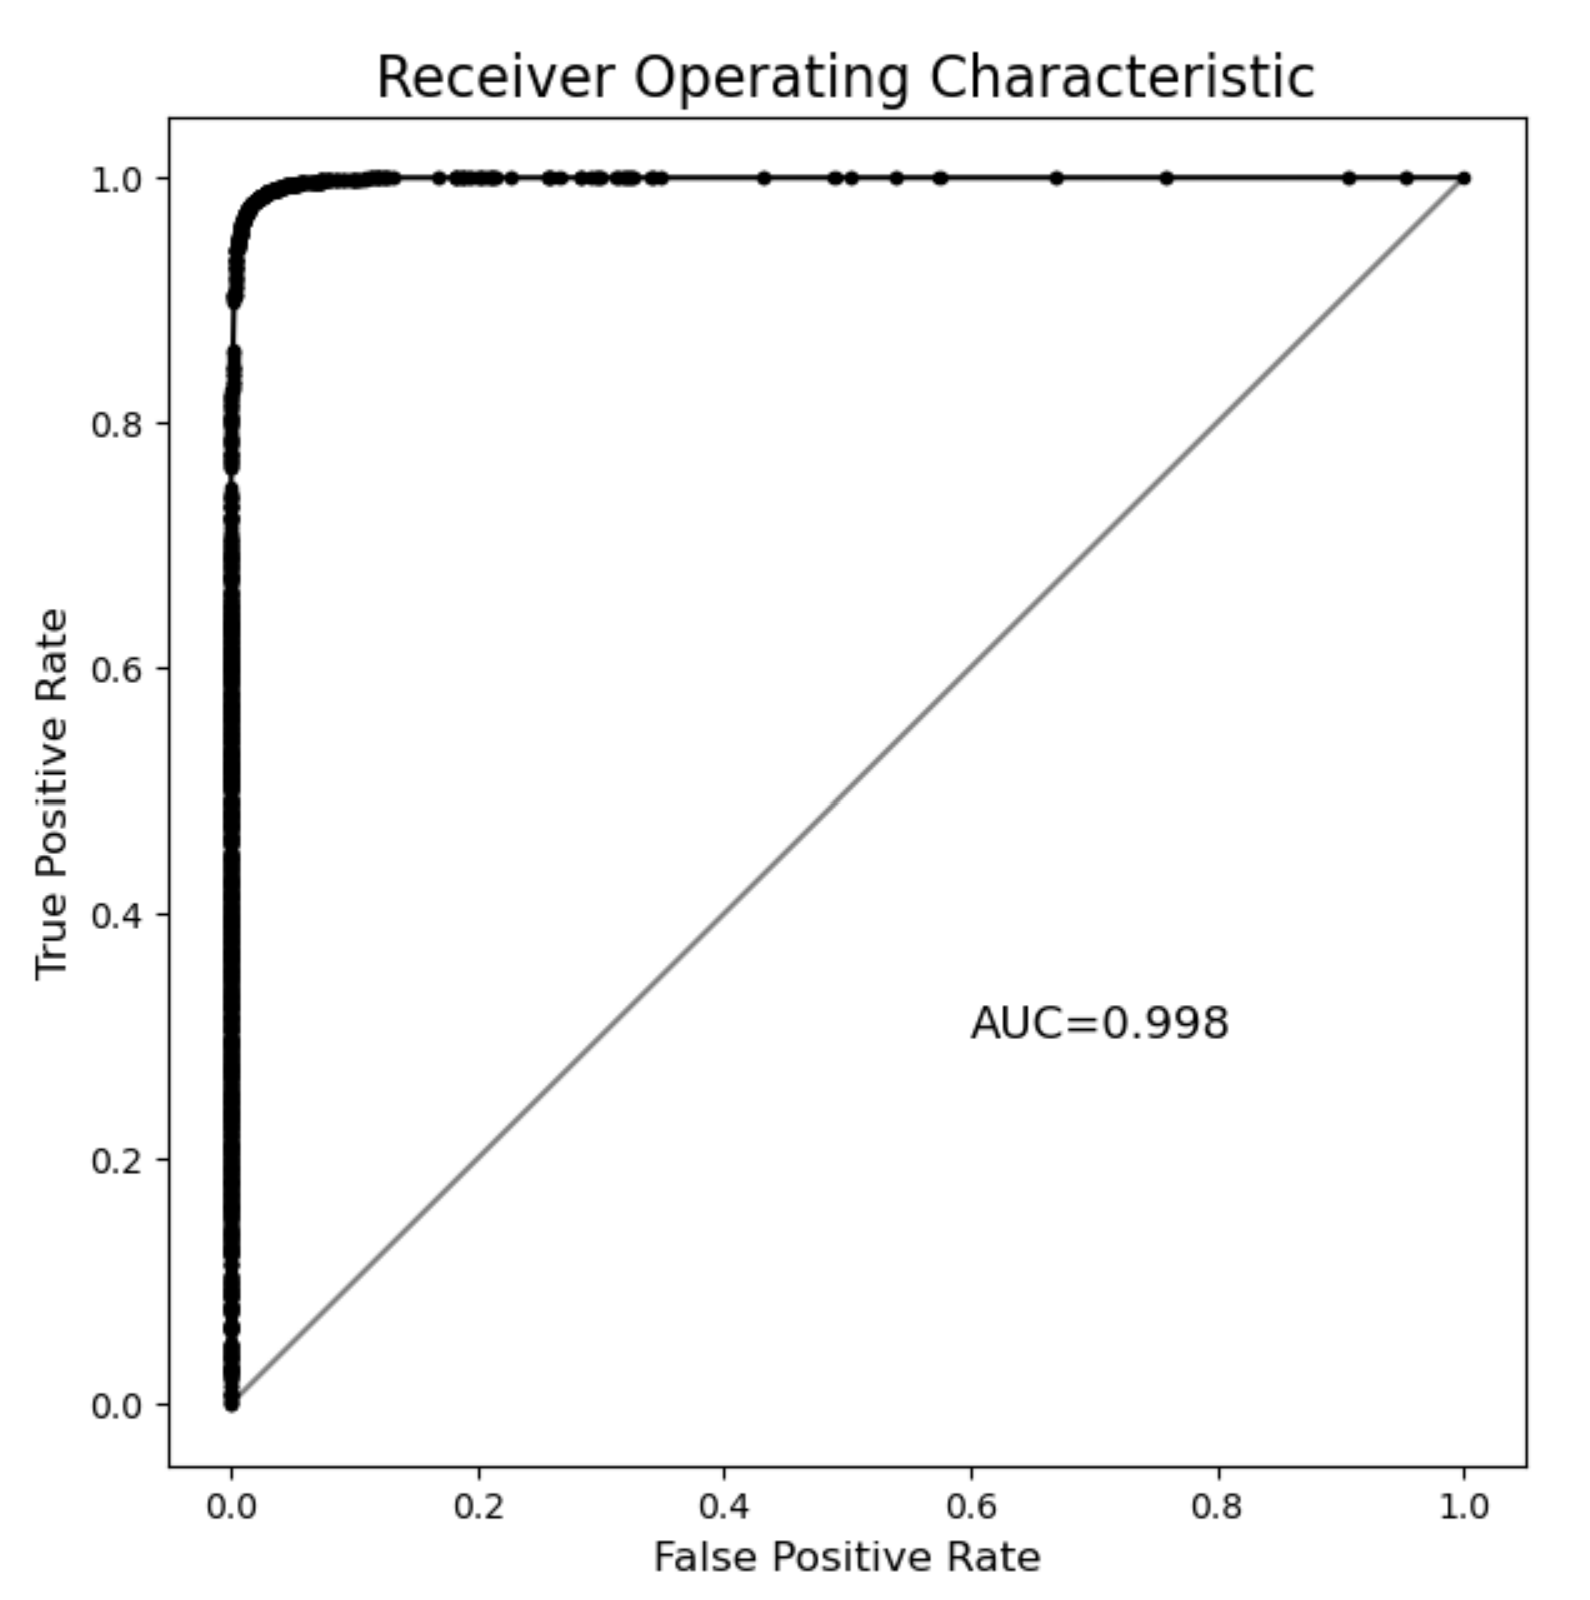 Receiver Operating Characteristic
1.0
0.8
0.6
0.4
0.2
0.0
True Positive Rate
AUC=0.998
0.0 0.2 0.4 0.6 0.8 1.0
False Positive Rate